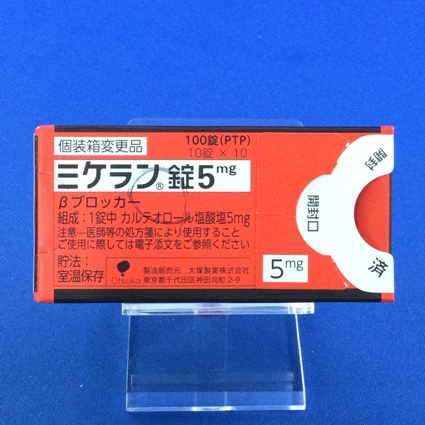 個装箱変更品
100錠(PTP)
10錠×10
ミケラン®錠5mg
βブロッカー
組成:1錠中 カルテオロール塩酸塩5mg
注意-医師等の処方箋により使用すること
ご使用に際しては電子添文をご参照ください
貯法:
室温保存
Otsuka
製造販売元 大塚製薬株式会社
東京都千代田区神田司町2-9
5mg
開封口
開封
済